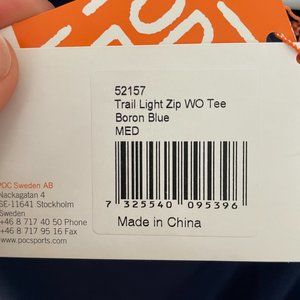 52157
Trail Light Zip WO Tee
Boron Blue
MED
7 325540 095396
Made in China
POC Sweden AB
Nackagatan 4
SE-11641 Stockholm
Sweden
+46 8 717 40 50 Phone
+46 8 717 95 16 Fax
www.pocsports.com